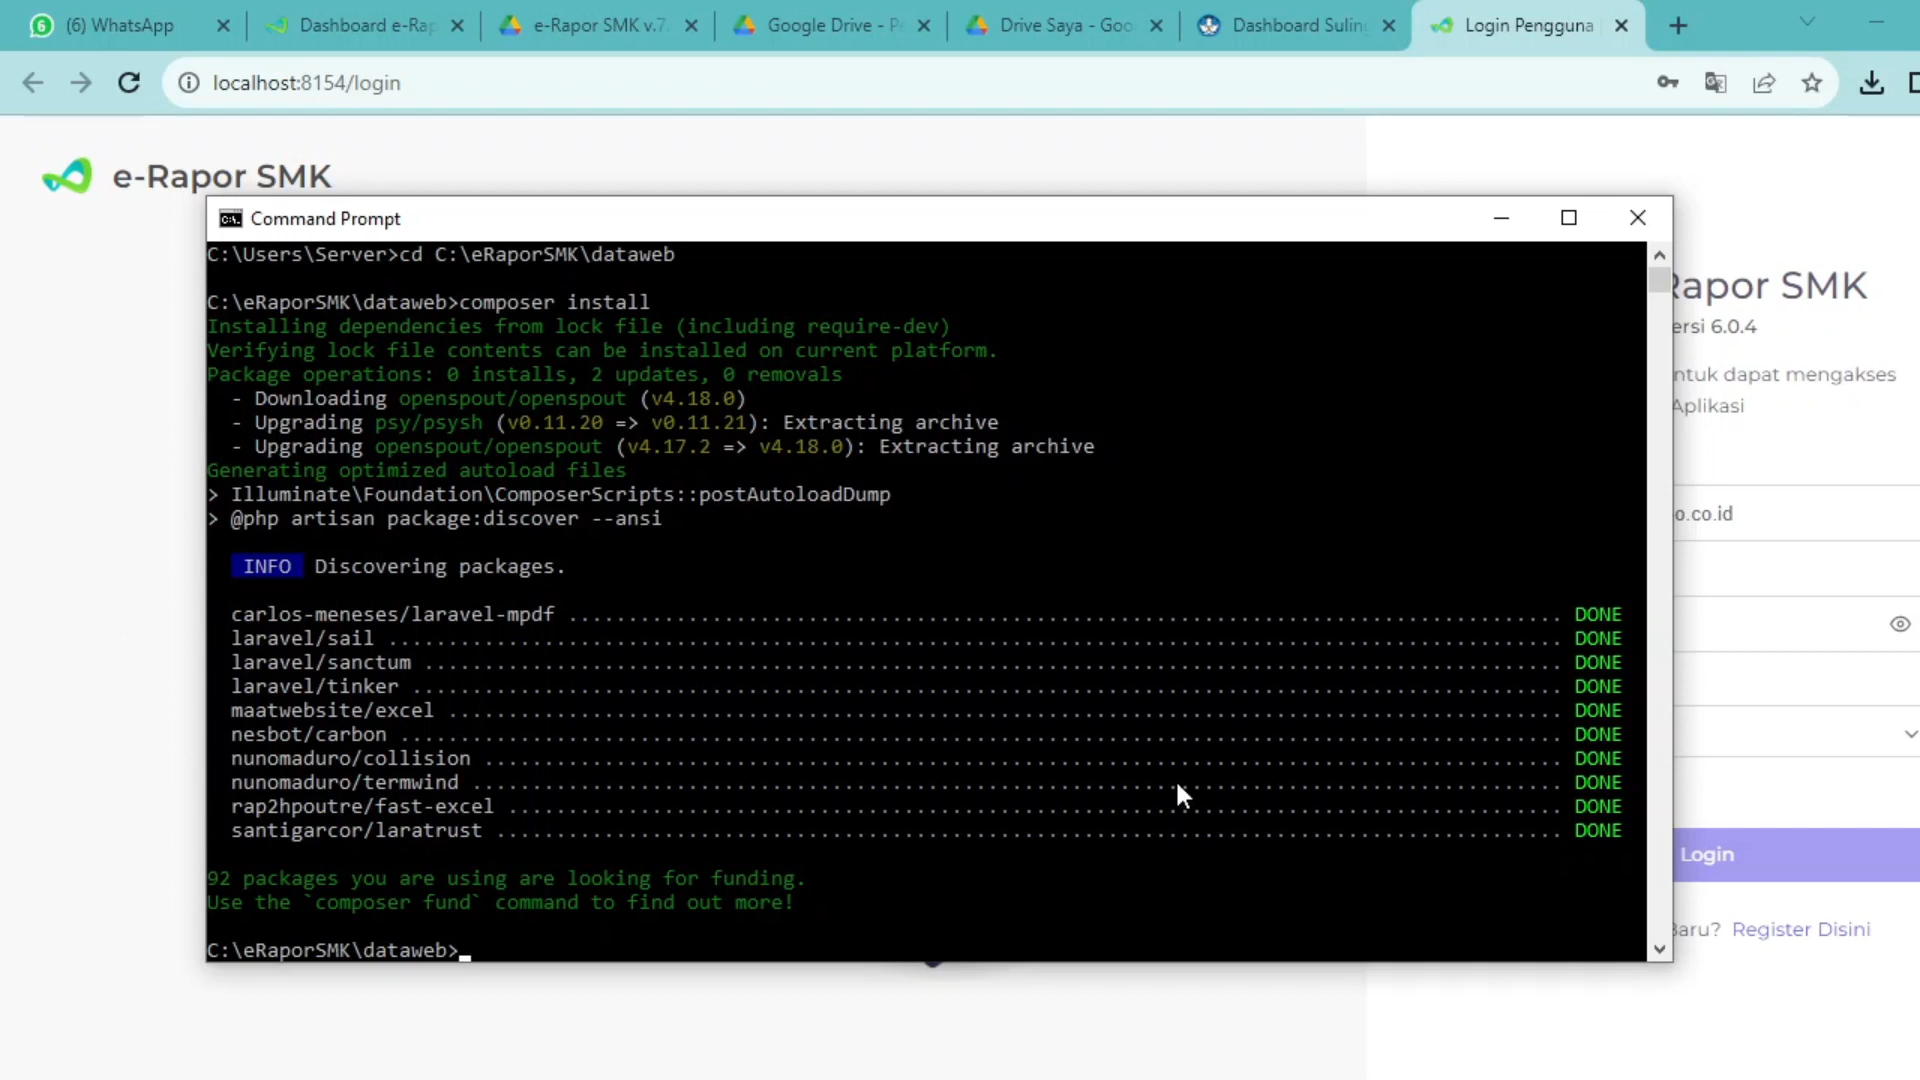 (6) WhatsApp
Dashboard e-Rap
e-Rapor SMK v.7.
Google Drive - Pe
Drive Saya - Goo
Dashboard Suling
Login Pengguna
localhost:8154/login
e-Rapor SMK
Command Prompt
C:\Users\Server>cd C:\eRaporSMK\dataweb
C:\eRaporSMK\dataweb>composer install
Installing dependencies from lock file (including require-dev)
Verifying lock file contents can be installed on current platform.
Package operations: 0 installs, 2 updates, 0 removals
- Downloading openspout/openspout (v4.18.0)
- Upgrading psy/psysh (v0.11.20 => v0.11.21): Extracting archive
- Upgrading openspout/openspout (v4.17.2 => v4.18.0): Extracting archive
Generating optimized autoload files
> Illuminate\Foundation\ComposerScripts::postAutoloadDump
> @php artisan package:discover --ansi
INFO Discovering packages.
carlos-meneses/laravel-mpdf ........ DONE
laravel/sail ........ DONE
laravel/sanctum ........ DONE
laravel/tinker ........ DONE
maatwebsite/excel ........ DONE
nesbot/carbon ........ DONE
nunomaduro/collision ........ DONE
nunomaduro/termwind ........ DONE
rap2hpoutre/fast-excel ........ DONE
santigarcor/laratrust ........ DONE
92 packages you are using are looking for funding.
Use the `composer fund` command to find out more!
C:\eRaporSMK\dataweb>
Rapor SMK
ersi 6.0.4
ntuk dapat mengakses
Aplikasi
o.co.id
Login
Baru? Register Disini